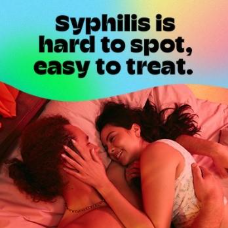 Syphilis is
hard to spot,
easy to treat.